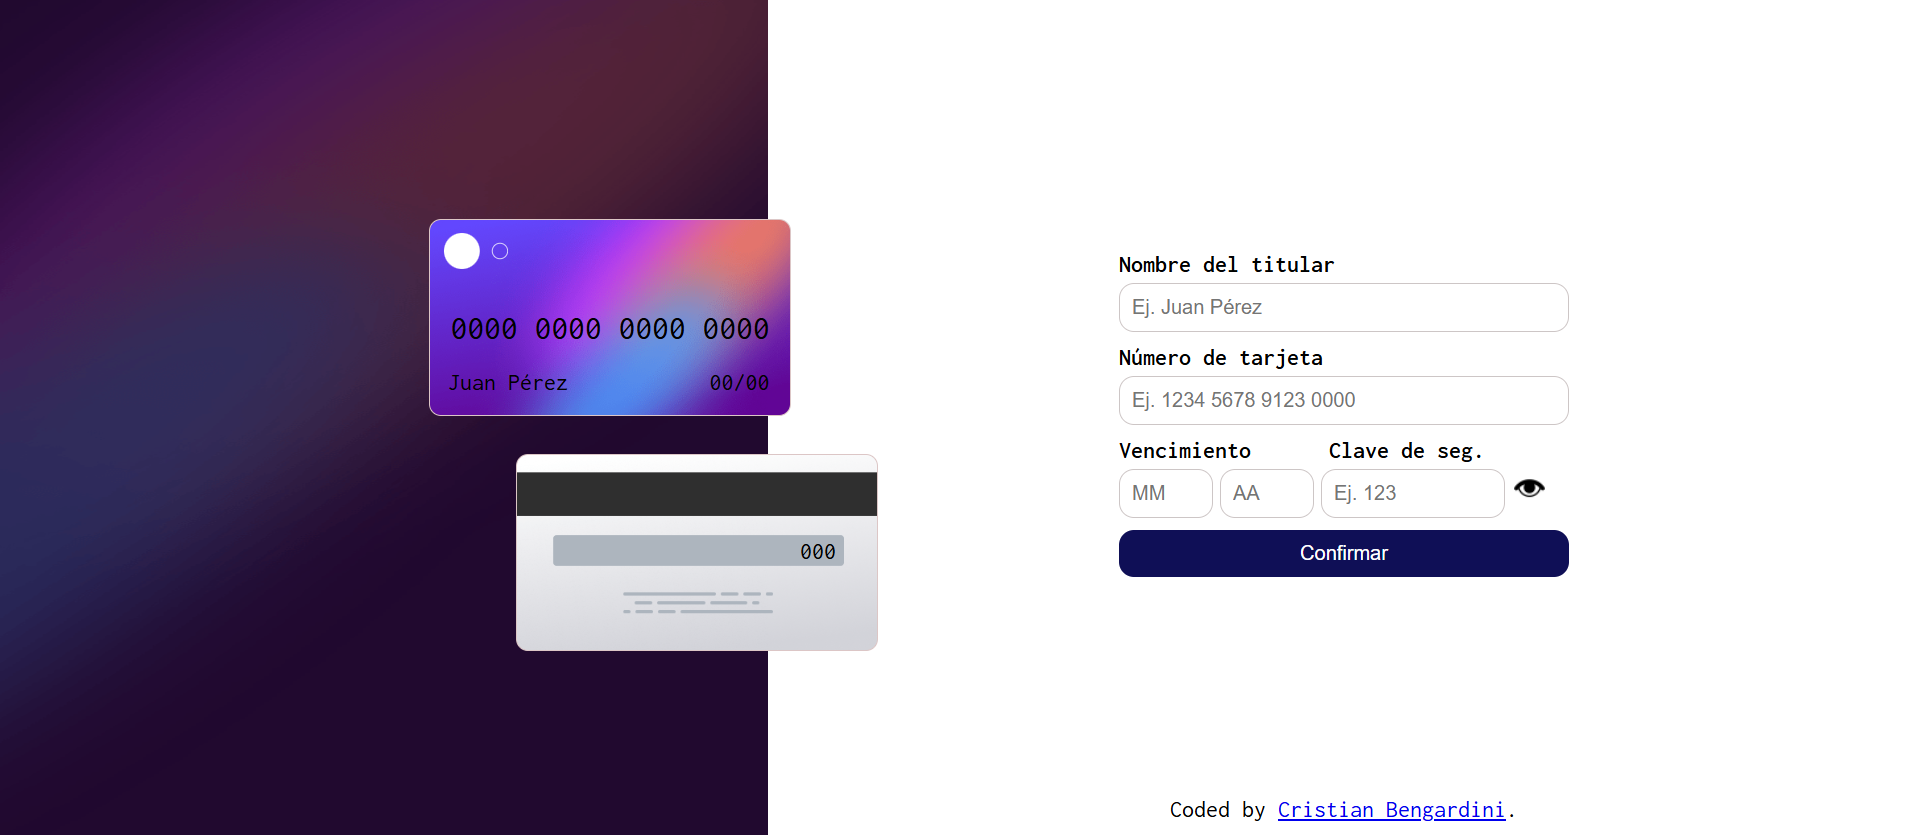 0000 0000 0000 0000
Juan Pérez 00/00
000
Nombre del titular
Ej. Juan Pérez
Número de tarjeta
Ej. 1234 5678 9123 0000
Vencimiento Clave de seg.
MM AA Ej. 123
Confirmar
Coded by Cristian Bengardini.